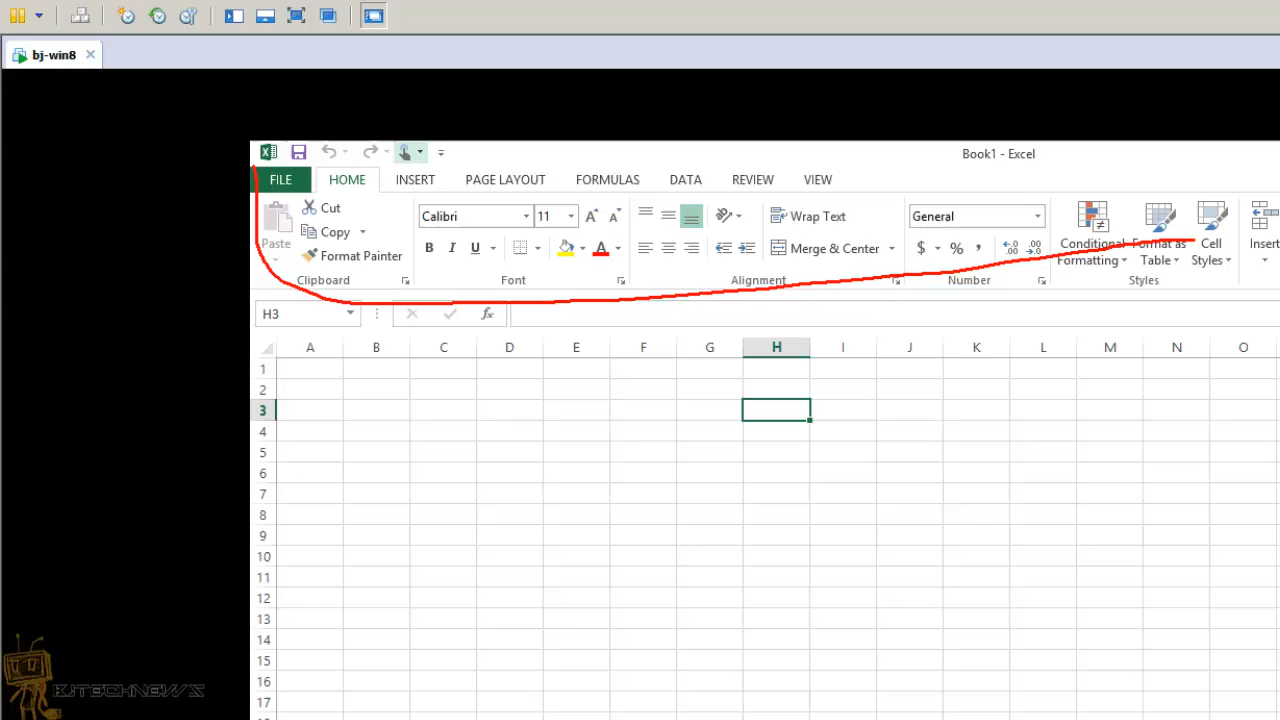 bj-win8
Book1 - Excel
FILE HOME INSERT PAGE LAYOUT FORMULAS DATA REVIEW VIEW
Paste
Cut
Copy
Format Painter
Clipboard
Calibri 11
B I U A
Font
Wrap Text
Merge & Center
Alignment
General
$ % ,
Number
Conditional Formatting
Format as Table
Cell Styles
Styles
Insert
H3 fx
A B C D E F G H I J K L M N O
1
2
3
4
5
6
7
8
9
10
11
12
13
14
15
16
17
BJTECHNEWS